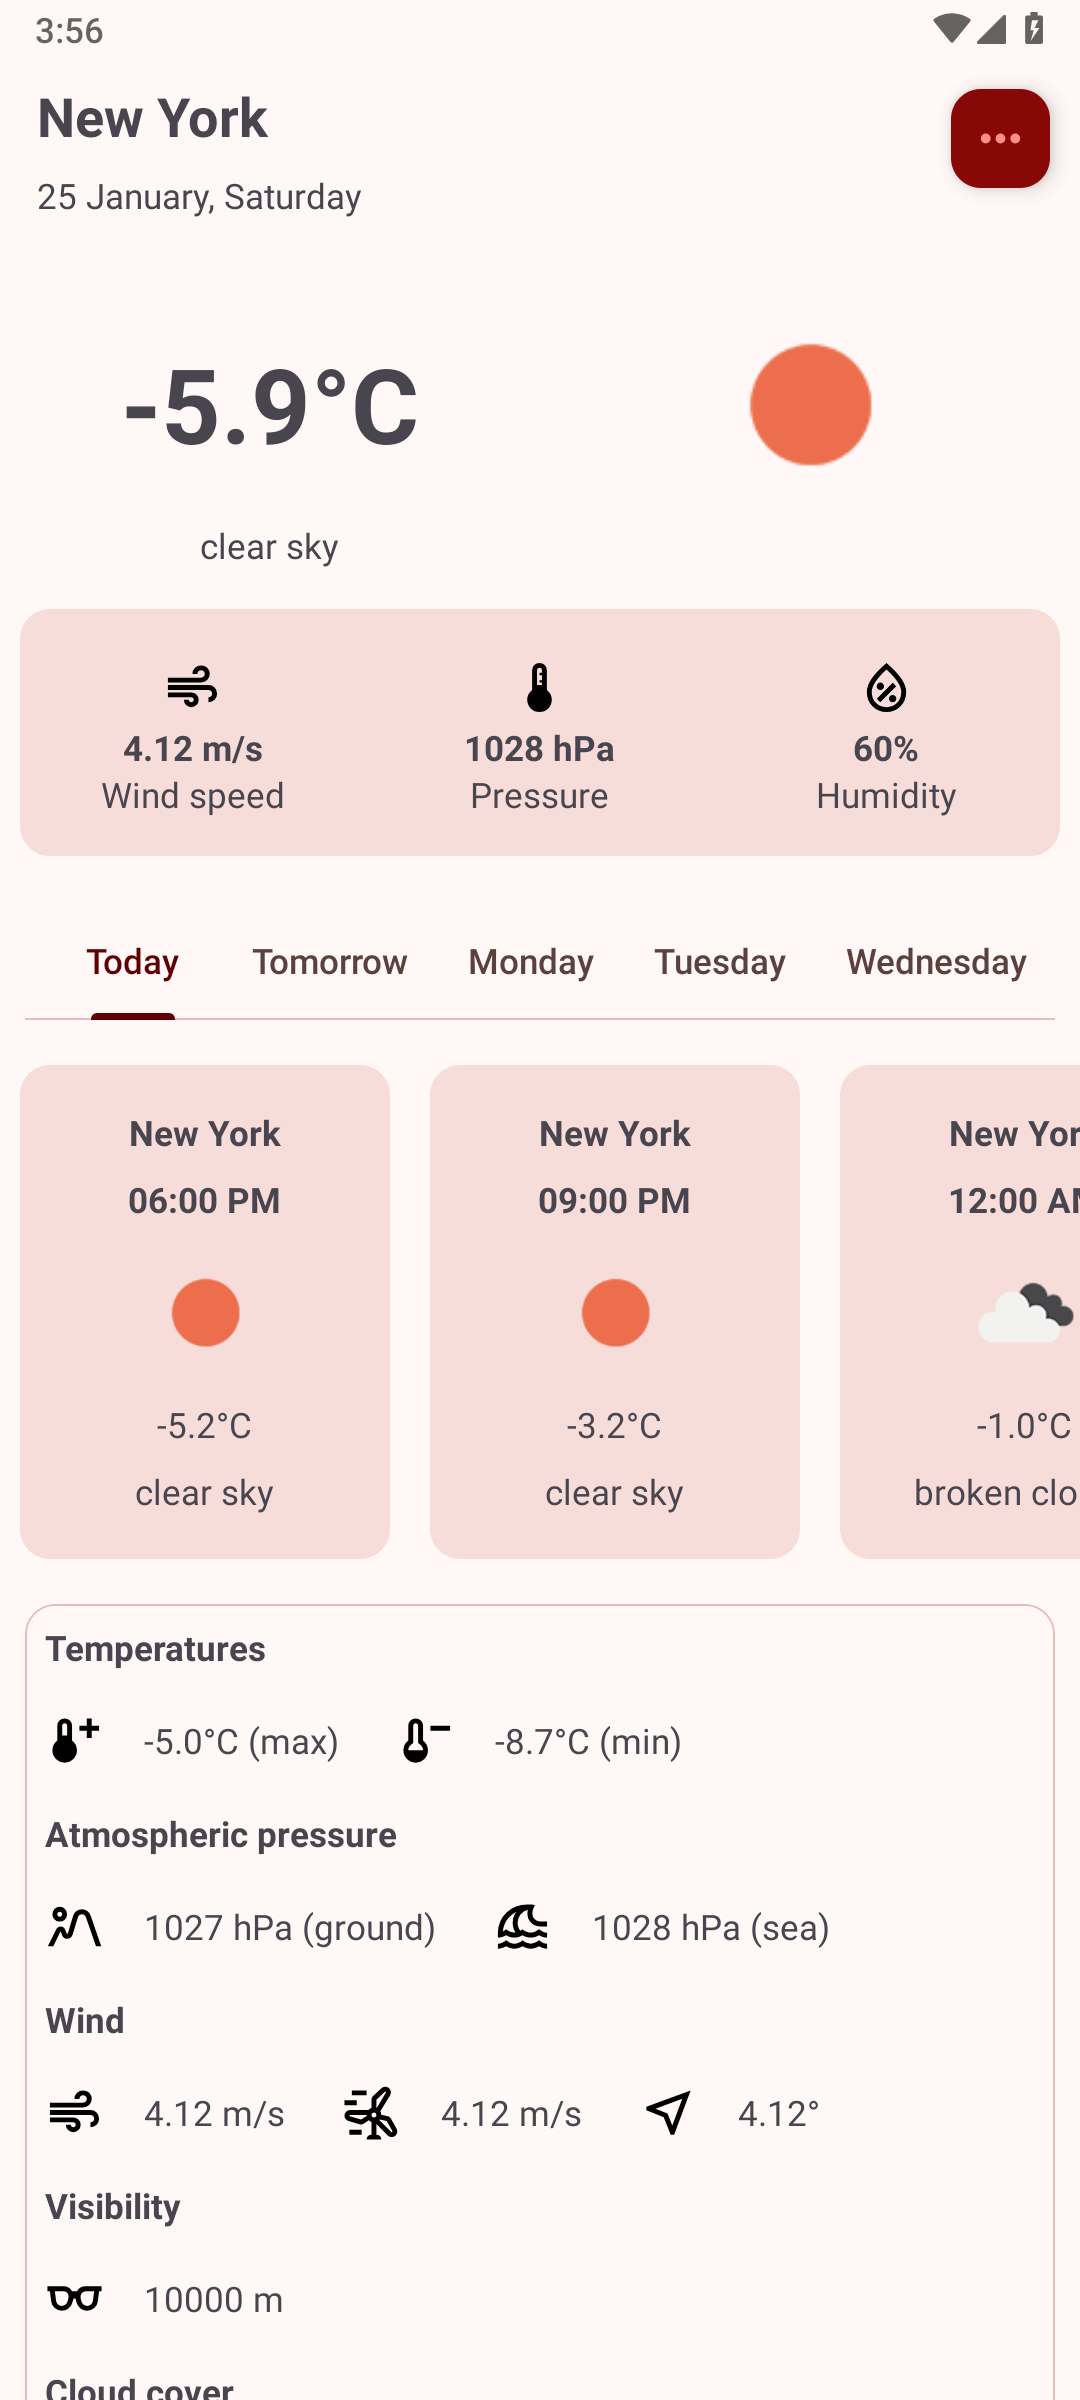 3:56
New York
25 January, Saturday
-5.9°C
clear sky
4.12 m/s 1028 hPa 60%
Wind speed Pressure Humidity
Today Tomorrow Monday Tuesday Wednesday
New York New York New Yor
06:00 PM 09:00 PM 12:00 AM
-5.2°C -3.2°C -1.0°C
clear sky clear sky broken clo
Temperatures
-5.0°C (max) -8.7°C (min)
Atmospheric pressure
1027 hPa (ground) 1028 hPa (sea)
Wind
4.12 m/s 4.12 m/s 4.12°
Visibility
10000 m
Cloud cover